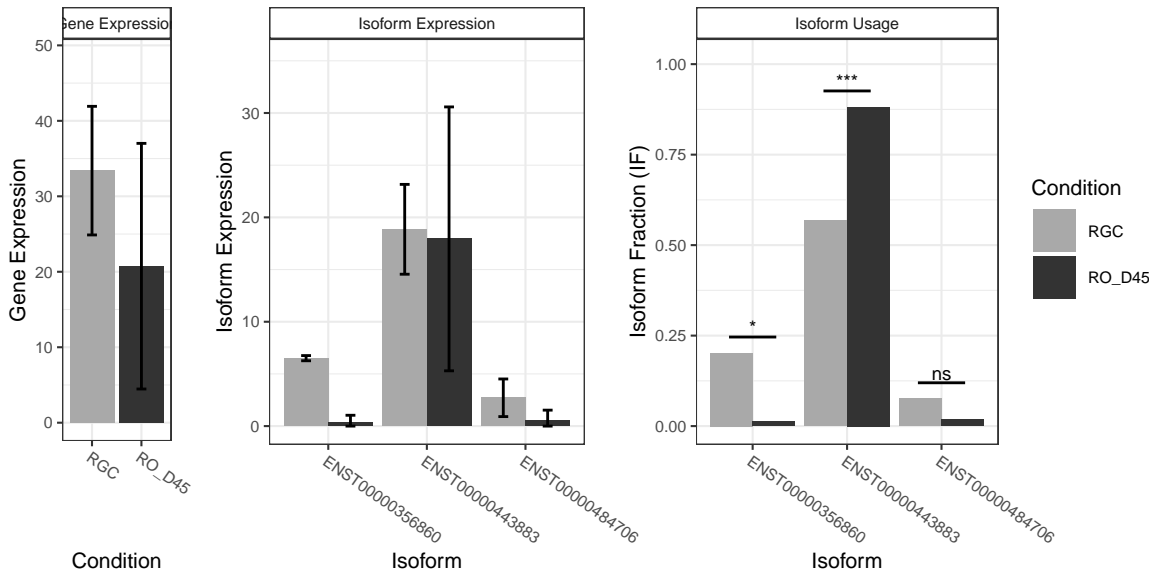 Gene Expression
Gene Expression
50
40
30
20
10
0
RGC
RO_D45
Condition
Isoform Expression
Isoform Expression
30
20
10
0
ENST00000356860
ENST00000443883
ENST00000484706
Isoform
Isoform Usage
Isoform Fraction (IF)
1.00
0.75
0.50
0.25
0.00
*
***
ns
ENST00000356860
ENST00000443883
ENST00000484706
Isoform
Condition
RGC
RO_D45